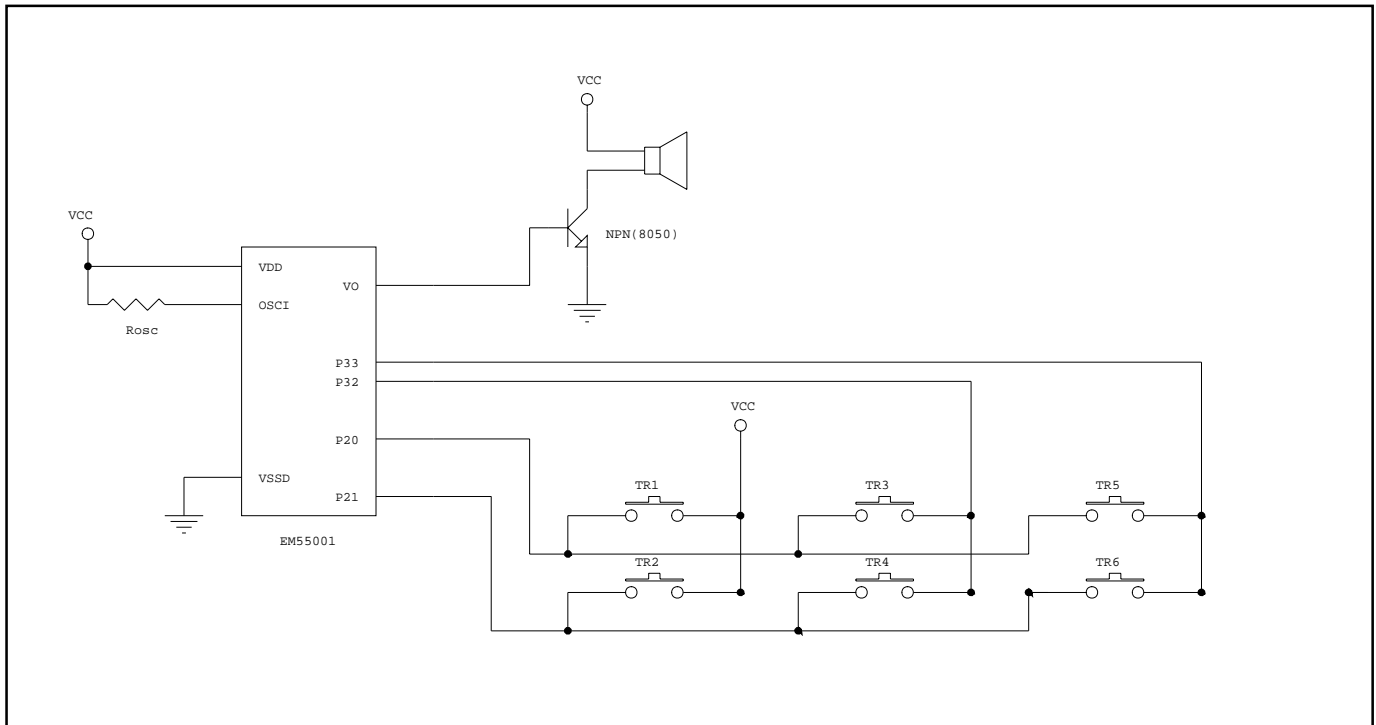 VCC
NPN(8050)
VCC
VDD
OSCI
VO
Rosc
P33
P32
P20
VSSD
P21
EM55001
VCC
TR1
TR3
TR5
TR2
TR4
TR6